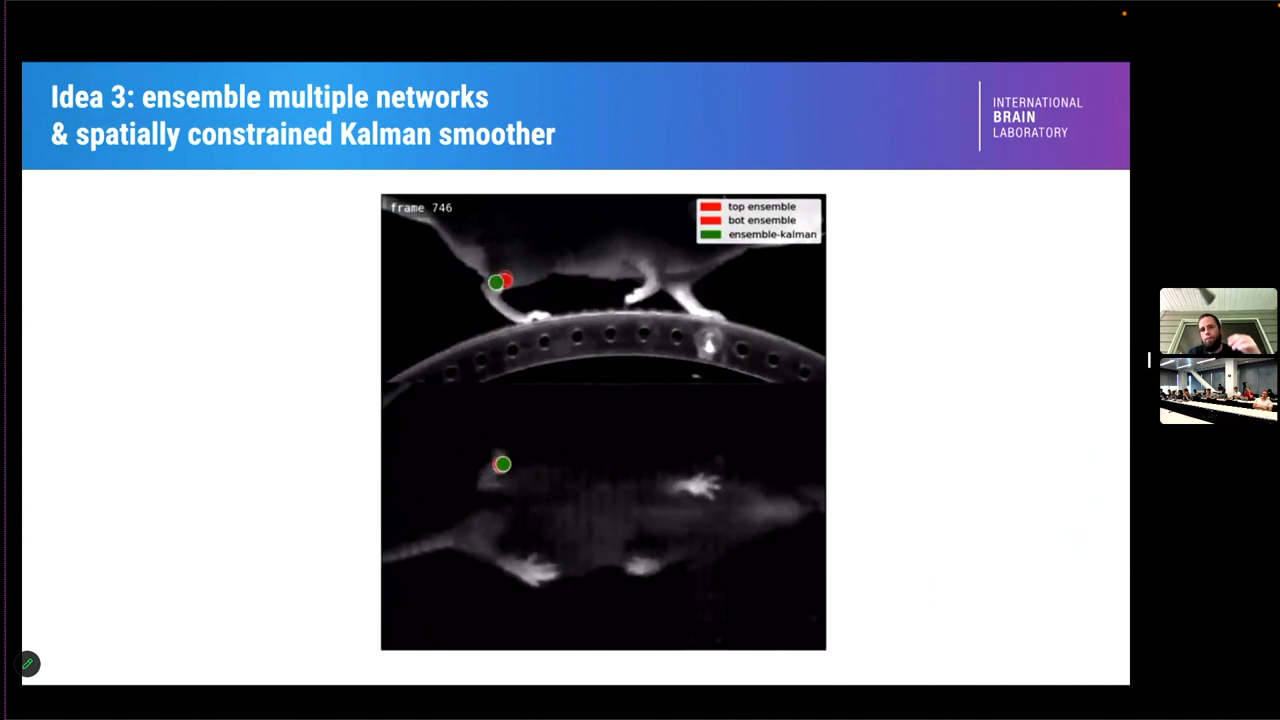 Idea 3: ensemble multiple networks
& spatially constrained Kalman smoother
INTERNATIONAL
BRAIN
LABORATORY
frame 746
top ensemble
bot ensemble
ensemble-kalman